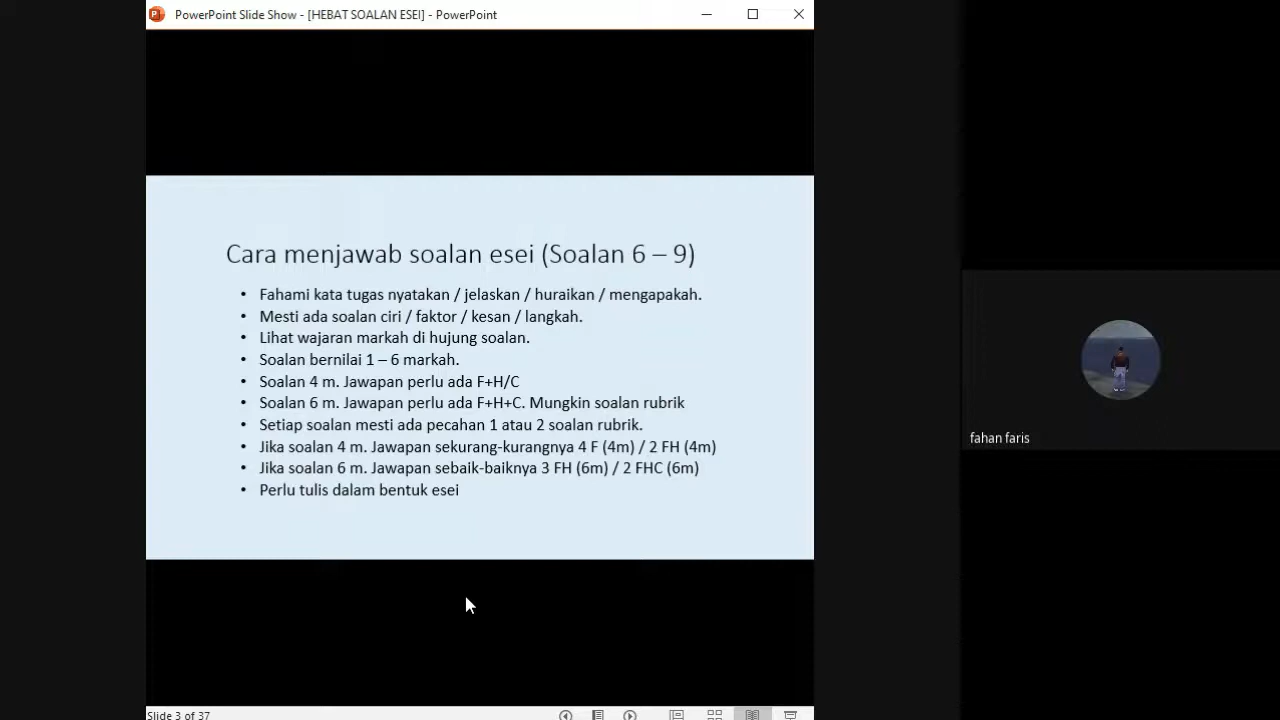 PowerPoint Slide Show - [HEBAT SOALAN ESEI] - PowerPoint
Cara menjawab soalan esei (Soalan 6 – 9)
• Fahami kata tugas nyatakan / jelaskan / huraikan / mengapakah.
• Mesti ada soalan ciri / faktor / kesan / langkah.
• Lihat wajaran markah di hujung soalan.
• Soalan bernilai 1 – 6 markah.
• Soalan 4 m. Jawapan perlu ada F+H/C
• Soalan 6 m. Jawapan perlu ada F+H+C. Mungkin soalan rubrik
• Setiap soalan mesti ada pecahan 1 atau 2 soalan rubrik.
• Jika soalan 4 m. Jawapan sekurang-kurangnya 4 F (4m) / 2 FH (4m)
• Jika soalan 6 m. Jawapan sebaik-baiknya 3 FH (6m) / 2 FHC (6m)
• Perlu tulis dalam bentuk esei
fahan faris
Slide 3 of 37